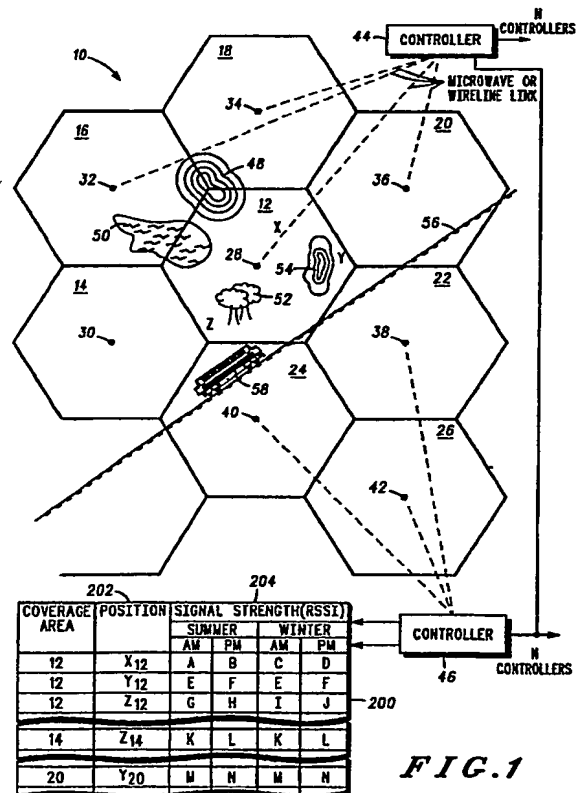 44 CONTROLLER N CONTROLLERS
MICROWAVE OR WIRELINE LINK
10
18
34
16
32
20
36
48
12
X
56
50
28
54
Y
14
30
52
Z
22
38
24
58
40
26
42
202
204
COVERAGE AREA POSITION SIGNAL STRENGTH(RSSI)
SUMMER WINTER
AM PM AM PM
12 X12 A B C D
12 Y12 E F E F
12 Z12 G H I J
200
14 Z14 K L K L
20 Y20 M N M N
CONTROLLER
46
N CONTROLLERS
FIG.1